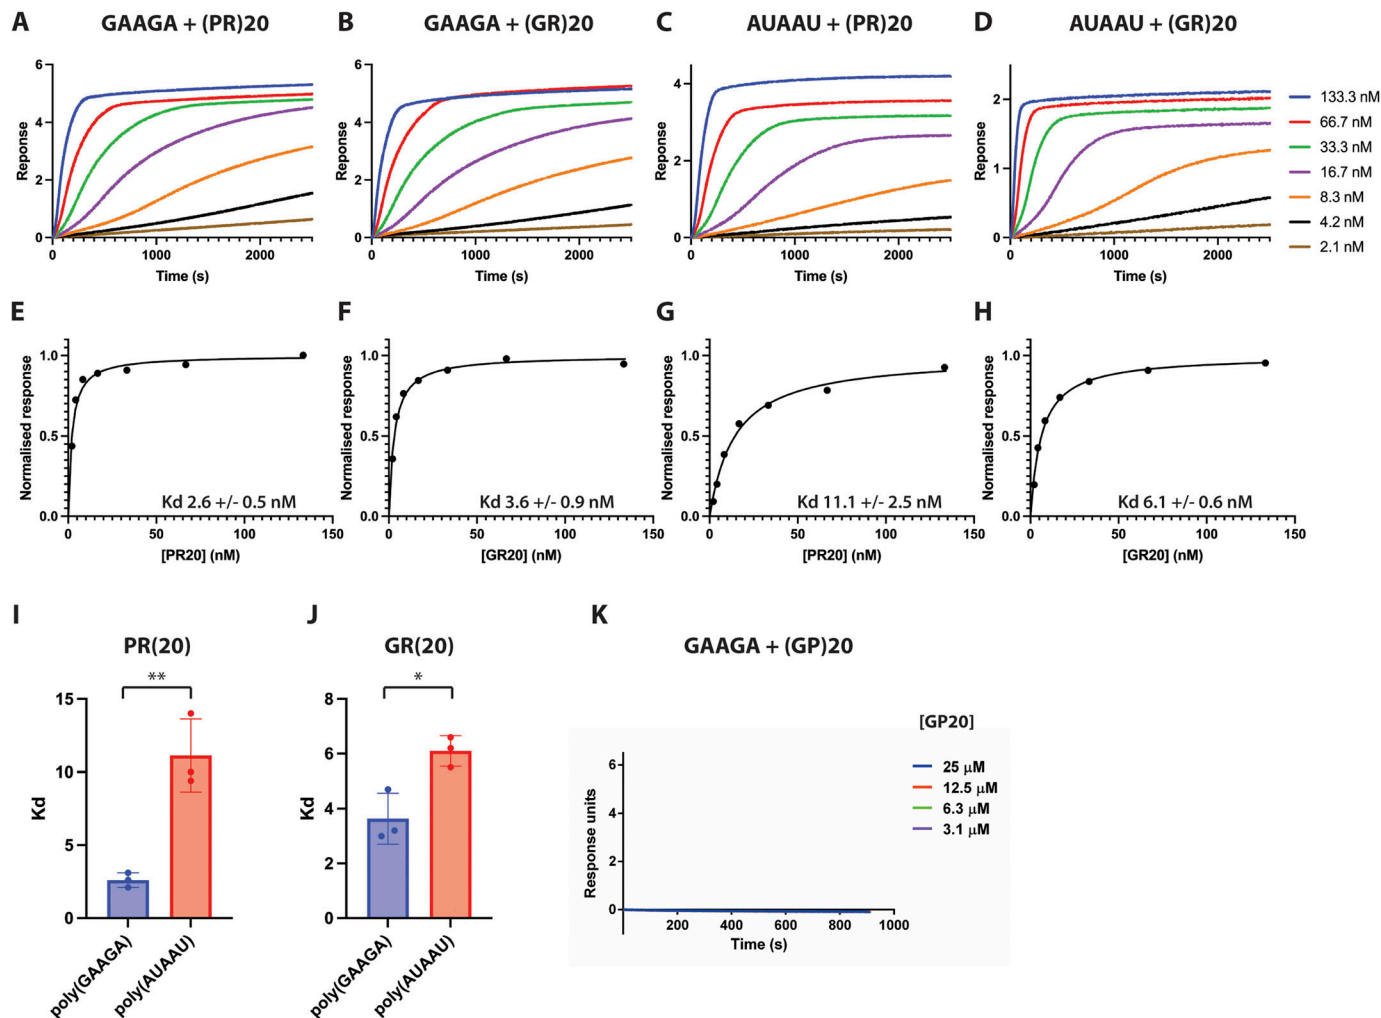 A GAAGA + (PR)20
B GAAGA + (GR)20
C AUAAU + (PR)20
D AUAAU + (GR)20
Reponse
6
4
2
0
0 1000 2000
Time (s)
Reponse
6
4
2
0
0 1000 2000
Time (s)
Reponse
4
2
0
0 1000 2000
Time (s)
Reponse
2
1
0
0 1000 2000
Time (s)
133.3 nM
66.7 nM
33.3 nM
16.7 nM
8.3 nM
4.2 nM
2.1 nM
E
Normalised response
1.0
0.5
0.0
Kd 2.6 +/- 0.5 nM
0 50 100 150
[PR20] (nM)
F
Normalised response
1.0
0.5
0.0
Kd 3.6 +/- 0.9 nM
0 50 100 150
[GR20] (nM)
G
Normalised response
1.0
0.5
0.0
Kd 11.1 +/- 2.5 nM
0 50 100 150
[PR20] (nM)
H
Normalised response
1.0
0.5
0.0
Kd 6.1 +/- 0.6 nM
0 50 100 150
[GR20] (nM)
I
PR(20)
**
Kd
15
10
5
0
poly(GAAGA)
poly(AUAAU)
J
GR(20)
*
Kd
8
6
4
2
0
poly(GAAGA)
poly(AUAAU)
K
GAAGA + (GP)20
[GP20]
25 μM
12.5 μM
6.3 μM
3.1 μM
Response units
6
4
2
0
200 400 600 800 1000
Time (s)